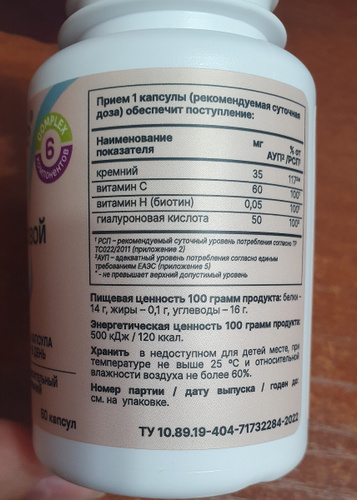 COMPLEX
6
КОМПОНЕНТОВ
60 капсул
Прием 1 капсулы (рекомендуемая суточная
доза) обеспечит поступление:
Наименование показателя мг % от АУП² /РСП¹
кремний 35 117
витамин С 60 100
витамин Н (биотин) 0,05 100
гиалуроновая кислота 50 100
¹ РСП – рекомендуемый суточный уровень потребления согласно ТР
ТС022/2011 (приложение 2)
²АУП – адекватный уровень потребления согласно единым
требованиям ЕАЭС (приложение 5)
* - не превышает верхний допустимый уровень
Пищевая ценность 100 грамм продукта: белки –
14 г, жиры – 0,1 г, углеводы – 16 г.
Энергетическая ценность 100 грамм продукта:
500 кДж / 120 ккал.
Хранить в недоступном для детей месте, при
температуре не выше 25 °С и относительной
влажности воздуха не более 60%.
Номер партии / дату выпуска / годен до:
см. на упаковке.
ТУ 10.89.19-404-71732284-2022